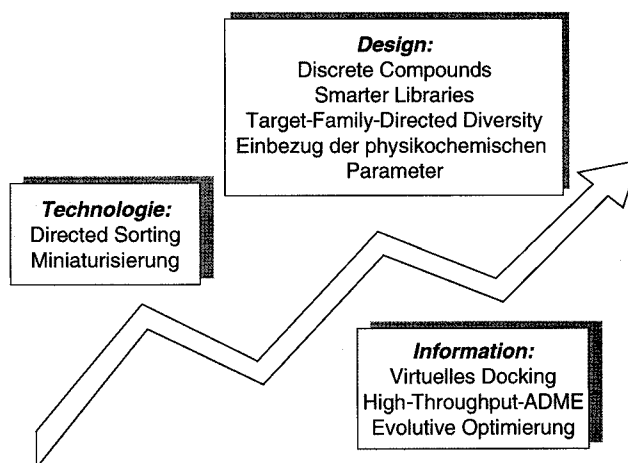 Design:
Discrete Compounds
Smarter Libraries
Target-Family-Directed Diversity
Einbezug der physikochemischen
Parameter
Technologie:
Directed Sorting
Miniaturisierung
Information:
Virtuelles Docking
High-Throughput-ADME
Evolutive Optimierung